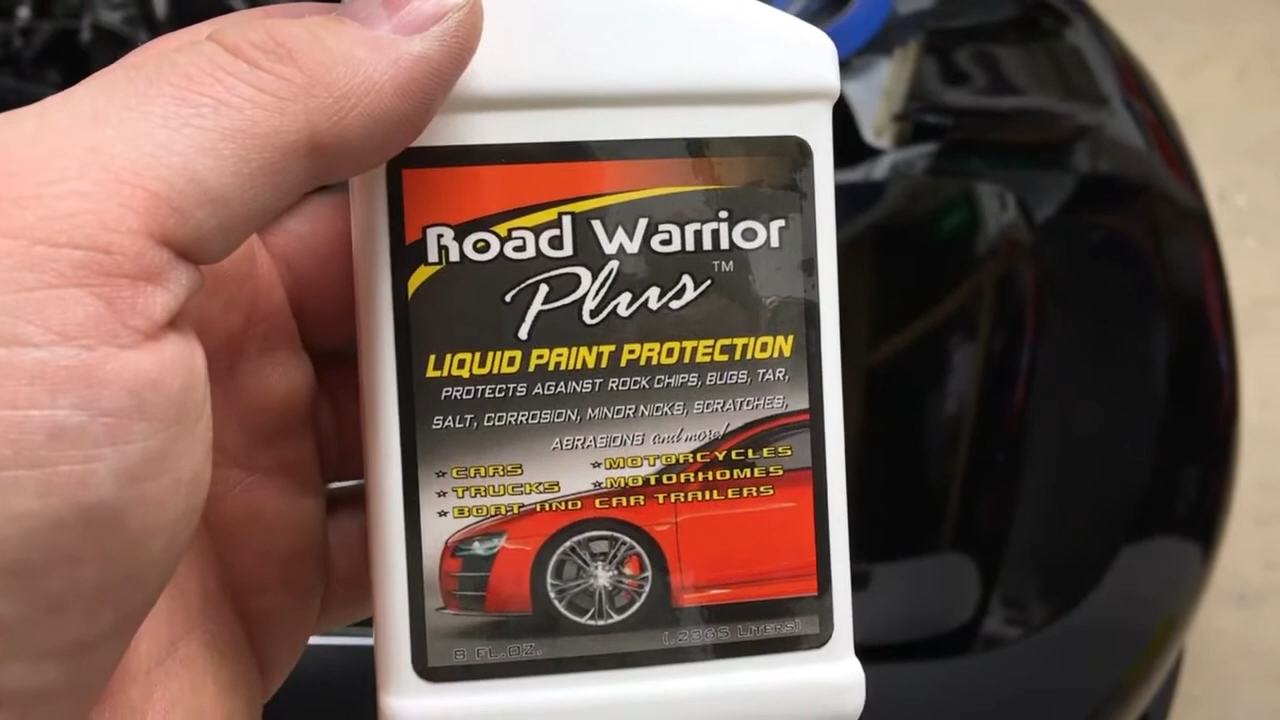 Road Warrior
Plus™
LIQUID PAINT PROTECTION
PROTECTS AGAINST ROCK CHIPS, BUGS, TAR,
SALT, CORROSION, MINOR NICKS, SCRATCHES,
ABRASIONS and more!
☆CARS ☆MOTORCYCLES
☆TRUCKS ☆MOTORHOMES
☆BOAT AND CAR TRAILERS
8 FL.OZ. (.2365 LITERS)